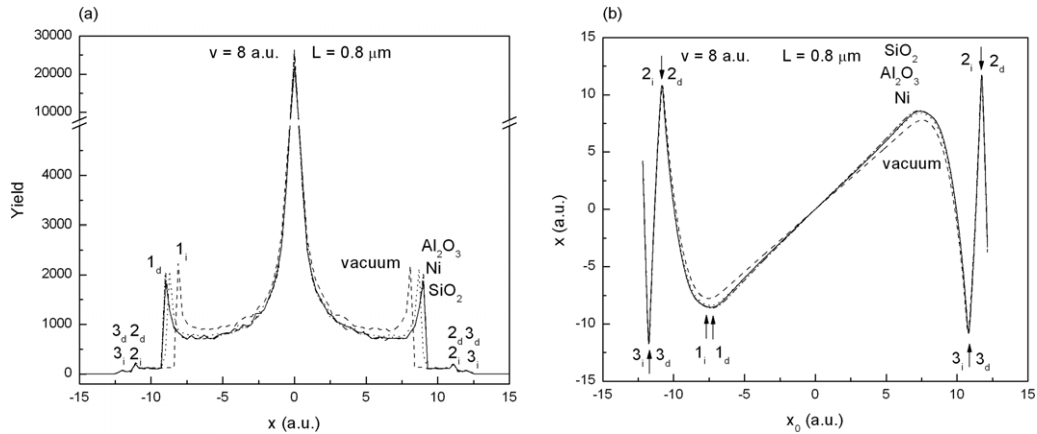 (a)
v = 8 a.u. L = 0.8 μm
30000
25000
20000
15000
10000
4000
3000
2000
1000
0
Yield
1d 1i
vacuum
Al2O3
Ni
SiO2
3d 2d
3i 2i
2d 3d
2i 3i
-15 -10 -5 0 5 10 15
x (a.u.)
(b)
v = 8 a.u. L = 0.8 μm
SiO2
Al2O3
Ni
vacuum
15
10
5
0
-5
-10
-15
x (a.u.)
2i 2d
2i 2d
1i 1d
3i 3d
3i 3d
-15 -10 -5 0 5 10 15
x0 (a.u.)